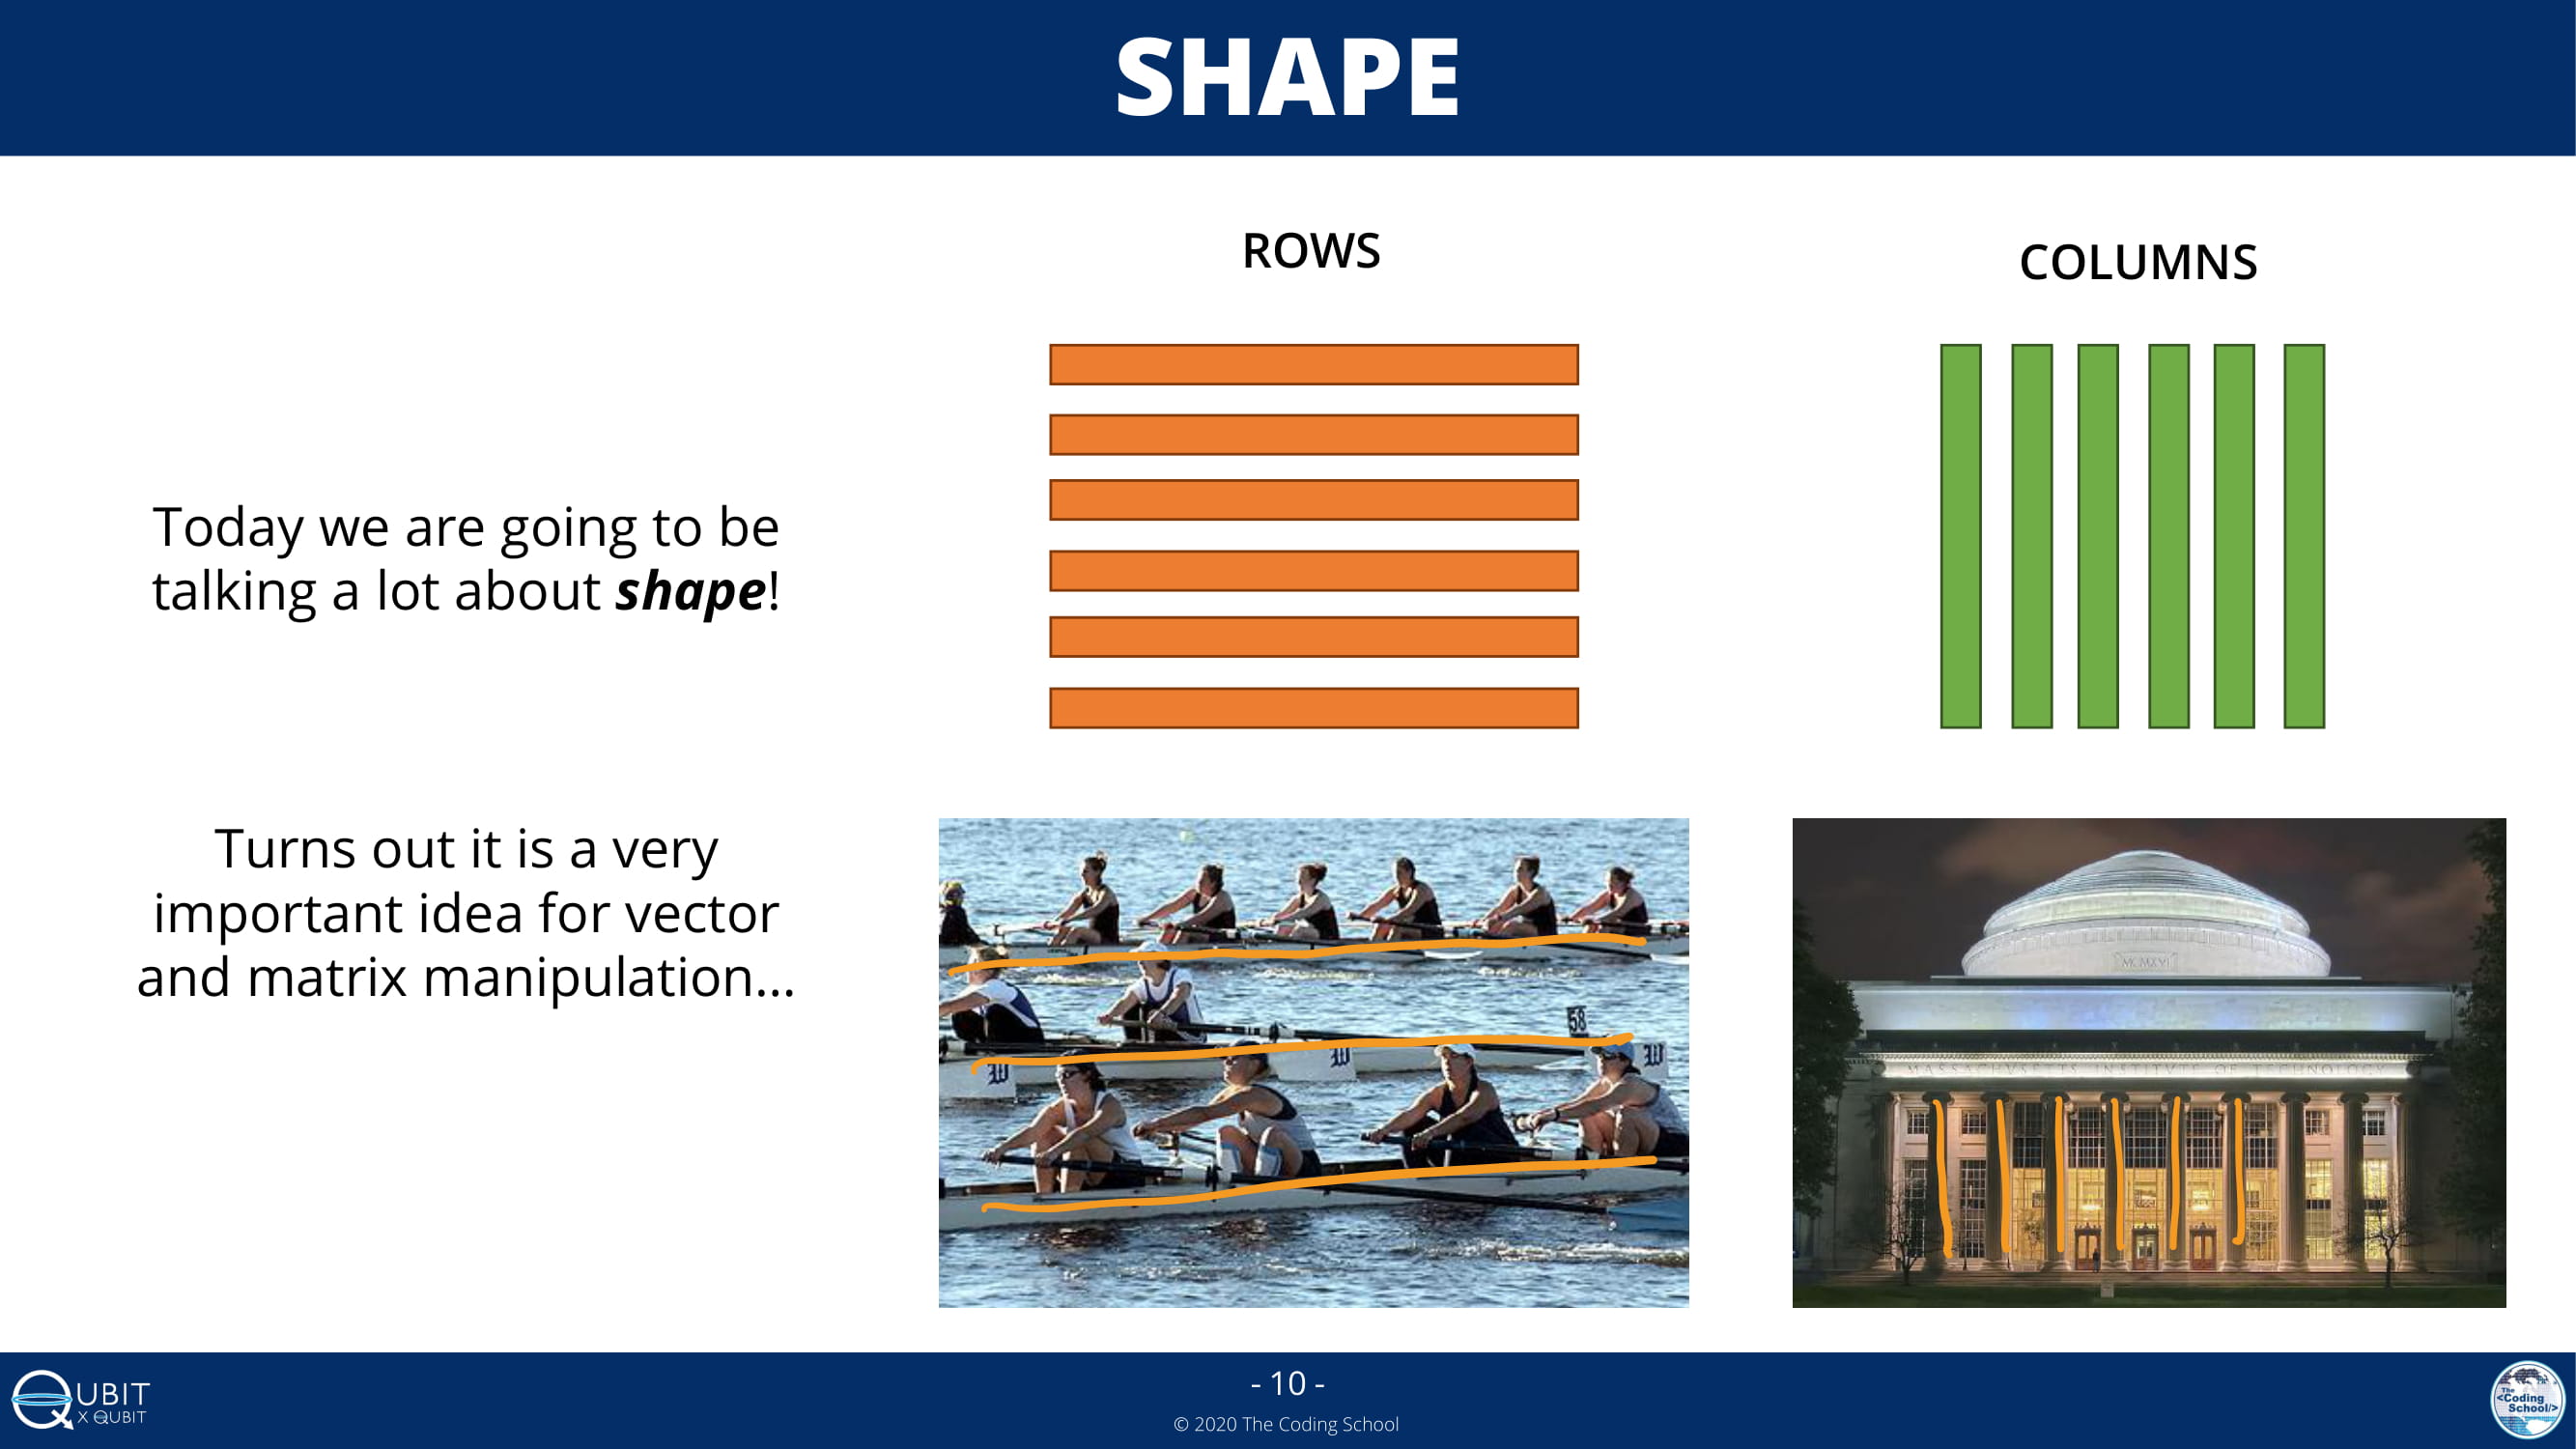 SHAPE
ROWS
COLUMNS
Today we are going to be
talking a lot about shape!
Turns out it is a very
important idea for vector
and matrix manipulation...
58
W
W
W
MCMXVI
MASSACHVSETTS INSTITVTE OF TECHNOLOGY
QUBIT
X QUBIT
- 10 -
© 2020 The Coding School
The
<Coding
School/>